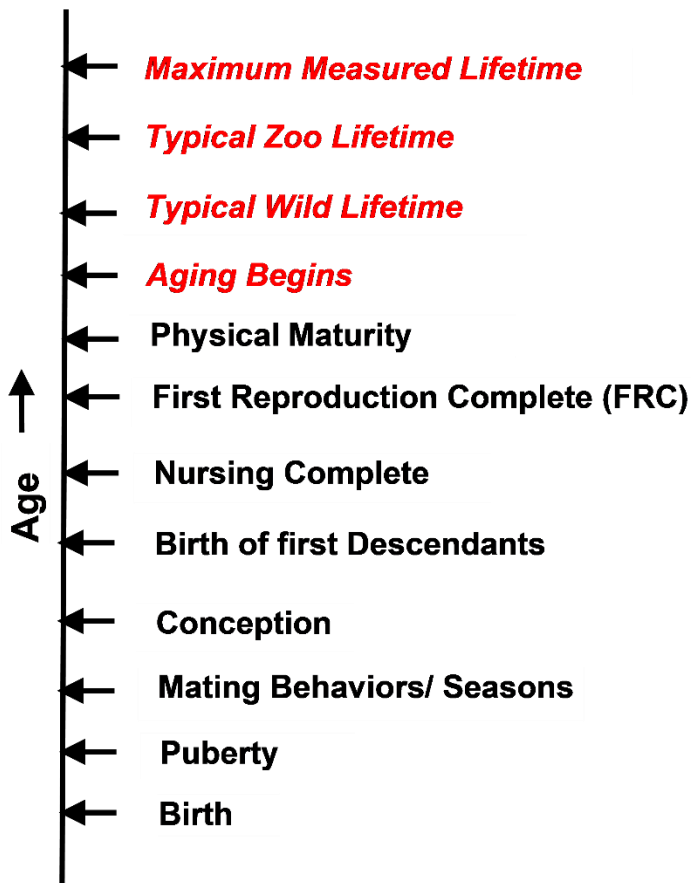 Maximum Measured Lifetime
Typical Zoo Lifetime
Typical Wild Lifetime
Aging Begins
Physical Maturity
First Reproduction Complete (FRC)
Nursing Complete
Birth of first Descendants
Conception
Mating Behaviors/ Seasons
Puberty
Birth
Age